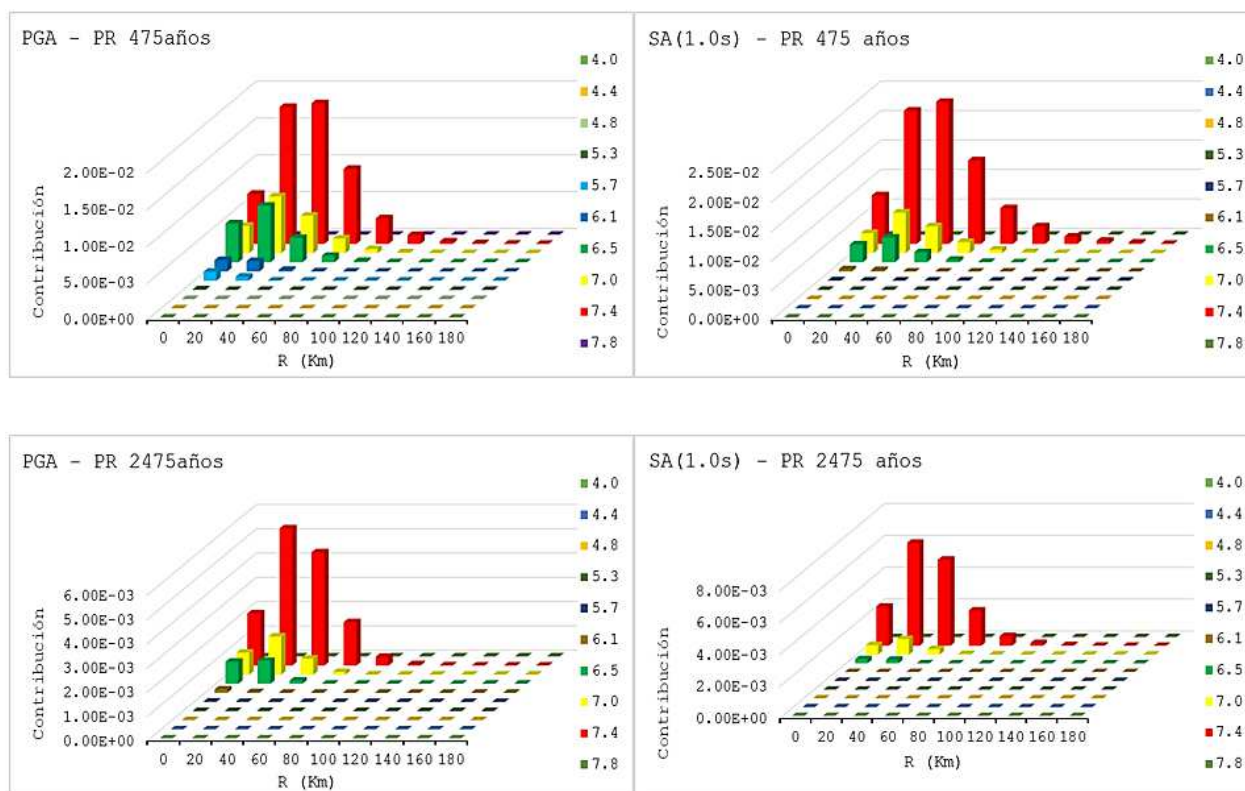 PGA - PR 475años
4.0
4.4
4.8
5.3
5.7
6.1
6.5
7.0
7.4
7.8
Contribución
2.00E-02
1.50E-02
1.00E-02
5.00E-03
0.00E+00
0 20 40 60 80 100 120 140 160 180
R (Km)
SA(1.0s) - PR 475 años
4.0
4.4
4.8
5.3
5.7
6.1
6.5
7.0
7.4
7.8
Contribución
2.50E-02
2.00E-02
1.50E-02
1.00E-02
5.00E-03
0.00E+00
0 20 40 60 80 100 120 140 160 180
R (Km)
PGA - PR 2475años
4.0
4.4
4.8
5.3
5.7
6.1
6.5
7.0
7.4
7.8
Contribución
6.00E-03
5.00E-03
4.00E-03
3.00E-03
2.00E-03
1.00E-03
0.00E+00
0 20 40 60 80 100 120 140 160 180
R (Km)
SA(1.0s) - PR 2475 años
4.0
4.4
4.8
5.3
5.7
6.1
6.5
7.0
7.4
7.8
Contribución
8.00E-03
6.00E-03
4.00E-03
2.00E-03
0.00E+00
0 20 40 60 80 100 120 140 160 180
R (Km)